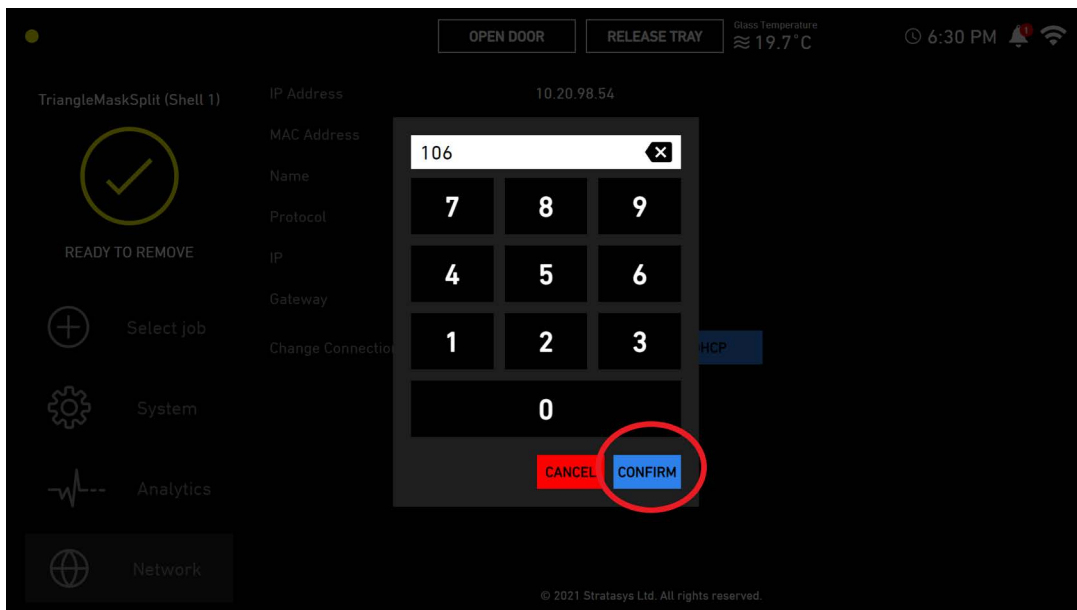 OPEN DOOR
RELEASE TRAY
Glass Temperature
19.7°C
6:30 PM
1
TriangleMaskSplit (Shell 1)
READY TO REMOVE
Select job
System
Analytics
Network
IP Address
10.20.98.54
MAC Address
Name
Protocol
IP
Gateway
Change Connectio
HCP
106
7 8 9
4 5 6
1 2 3
0
CANCEL
CONFIRM
© 2021 Stratasys Ltd. All rights reserved.